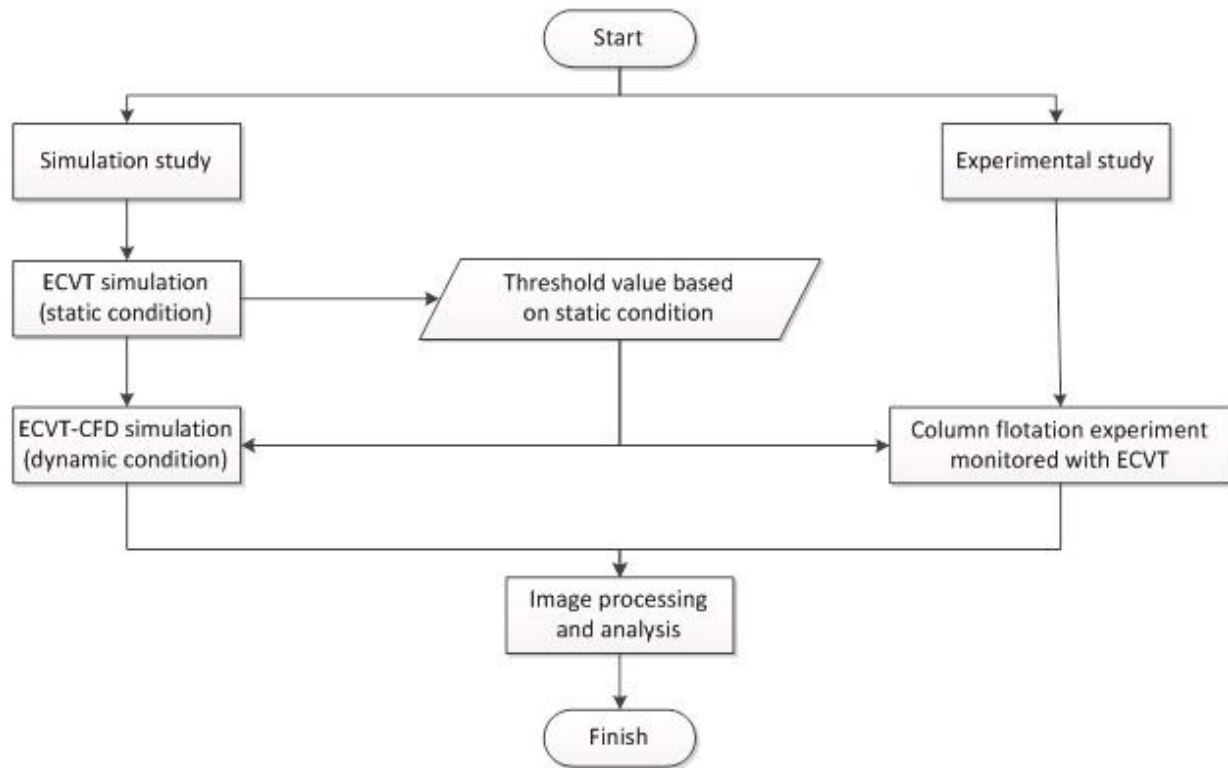 Start
Simulation study
Experimental study
ECVT simulation
(static condition)
Threshold value based
on static condition
ECVT-CFD simulation
(dynamic condition)
Column flotation experiment
monitored with ECVT
Image processing
and analysis
Finish